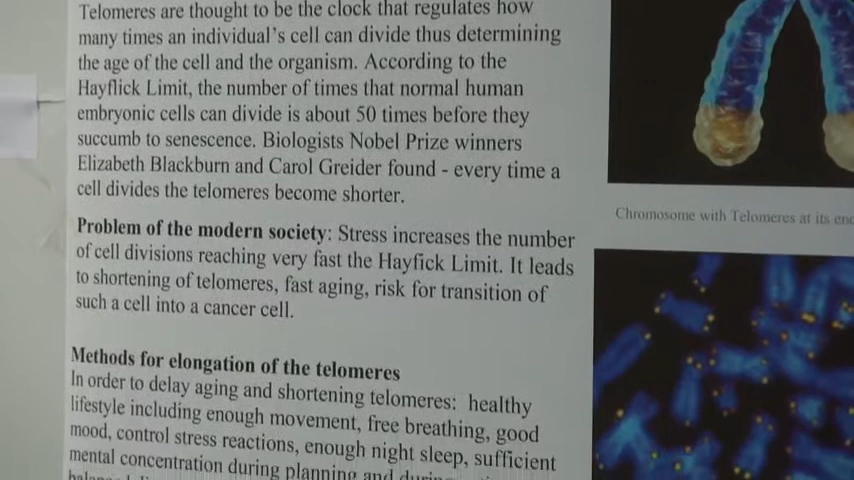 Telomeres are thought to be the clock that regulates how
many times an individual's cell can divide thus determining
the age of the cell and the organism. According to the
Hayflick Limit, the number of times that normal human
embryonic cells can divide is about 50 times before they
succumb to senescence. Biologists Nobel Prize winners
Elizabeth Blackburn and Carol Greider found - every time a
cell divides the telomeres become shorter.
Problem of the modern society: Stress increases the number
of cell divisions reaching very fast the Hayfick Limit. It leads
to shortening of telomeres, fast aging, risk for transition of
such a cell into a cancer cell.
Methods for elongation of the telomeres
In order to delay aging and shortening telomeres: healthy
lifestyle including enough movement, free breathing, good
mood, control stress reactions, enough night sleep, sufficient
mental concentration during planning and
Chromosome with Telomeres at its